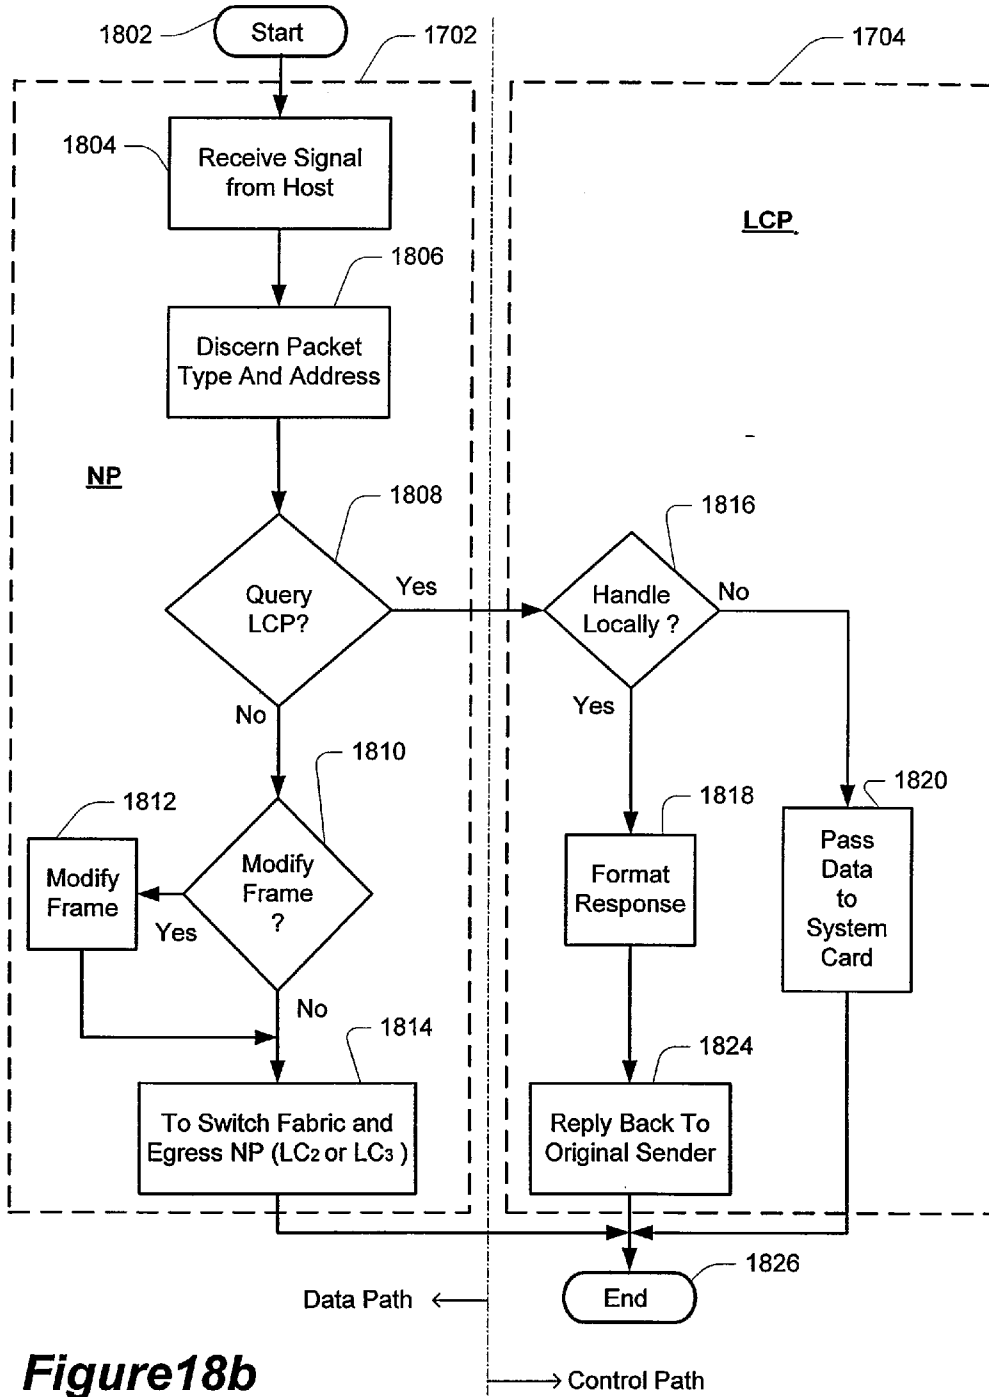 1802
Start
1702
1704
1804
Receive Signal
from Host
LCP
1806
Discern Packet
Type And Address
NP
1808
Query
LCP?
Yes
1816
Handle
Locally ?
No
No
Yes
1810
1812
Modify
Frame
Modify
Frame
?
Yes
No
1818
Format
Response
1820
Pass
Data
to
System
Card
1814
To Switch Fabric and
Egress NP (LC2 or LC3 )
1824
Reply Back To
Original Sender
1826
End
Data Path
Control Path
Figure18b